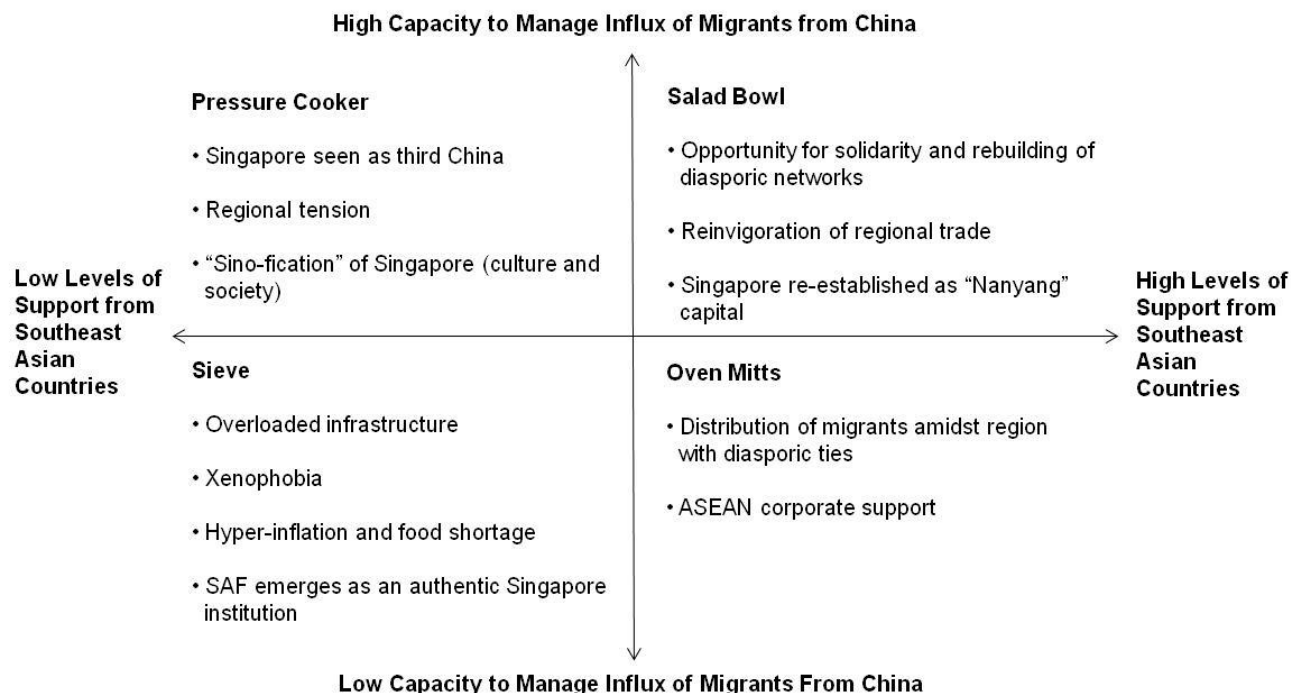 High Capacity to Manage Influx of Migrants from China
Pressure Cooker
• Singapore seen as third China
• Regional tension
• “Sino-fication” of Singapore (culture and
society)
Salad Bowl
• Opportunity for solidarity and rebuilding of
diasporic networks
• Reinvigoration of regional trade
• Singapore re-established as “Nanyang”
capital
Low Levels of
Support from
Southeast
Asian
Countries
High Levels of
Support from
Southeast
Asian
Countries
Sieve
• Overloaded infrastructure
• Xenophobia
• Hyper-inflation and food shortage
• SAF emerges as an authentic Singapore
institution
Oven Mitts
• Distribution of migrants amidst region
with diasporic ties
• ASEAN corporate support
Low Capacity to Manage Influx of Migrants From China